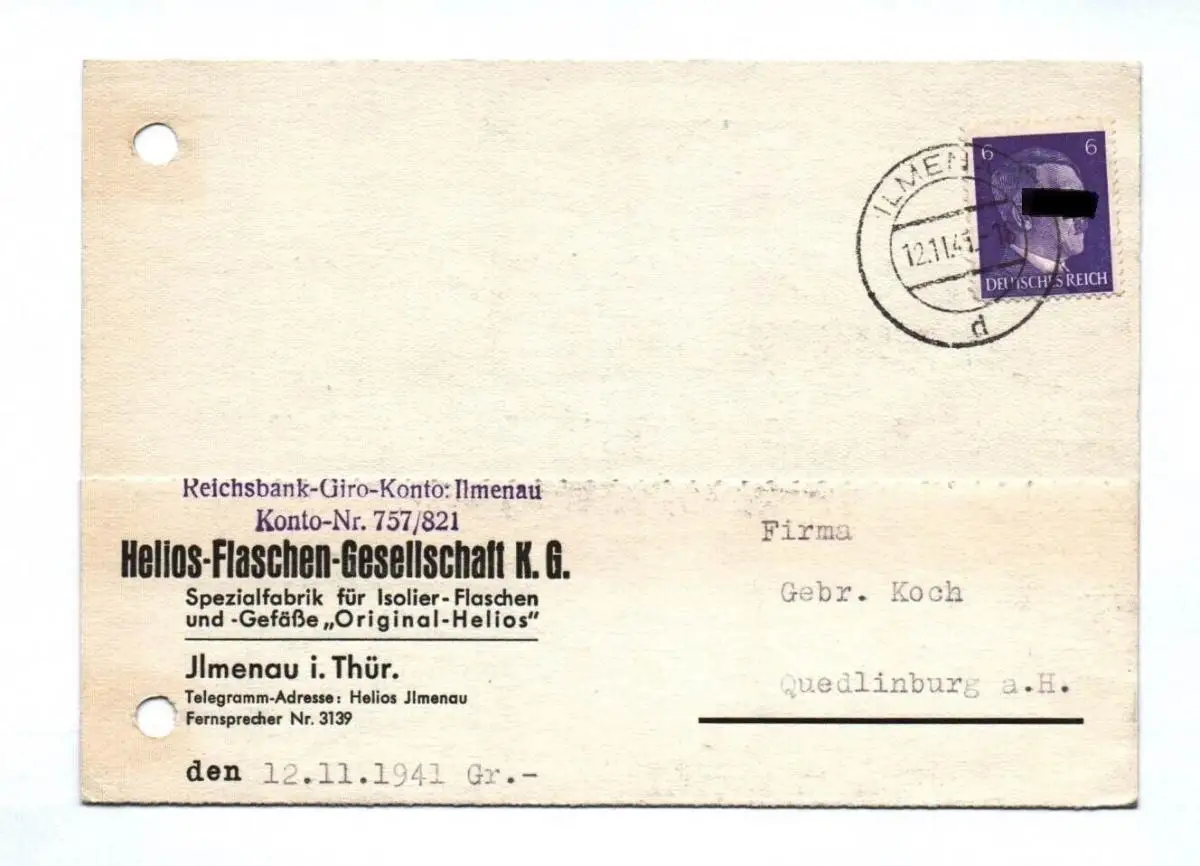 6 6
DEUTSCHES REICH
12.11.41
d
Reichsbank-Giro-Konto: Ilmenau
Konto-Nr. 757/821
Helios-Flaschen-Gesellschaft K. G.
Spezialfabrik für Isolier-Flaschen
und -Gefäße „Original-Helios"
Jlmenau i. Thür.
Telegramm-Adresse: Helios Jlmenau
Fernsprecher Nr. 3139
den 12.11.1941 Gr.-
Firma
Gebr. Koch
Quedlinburg a.H.